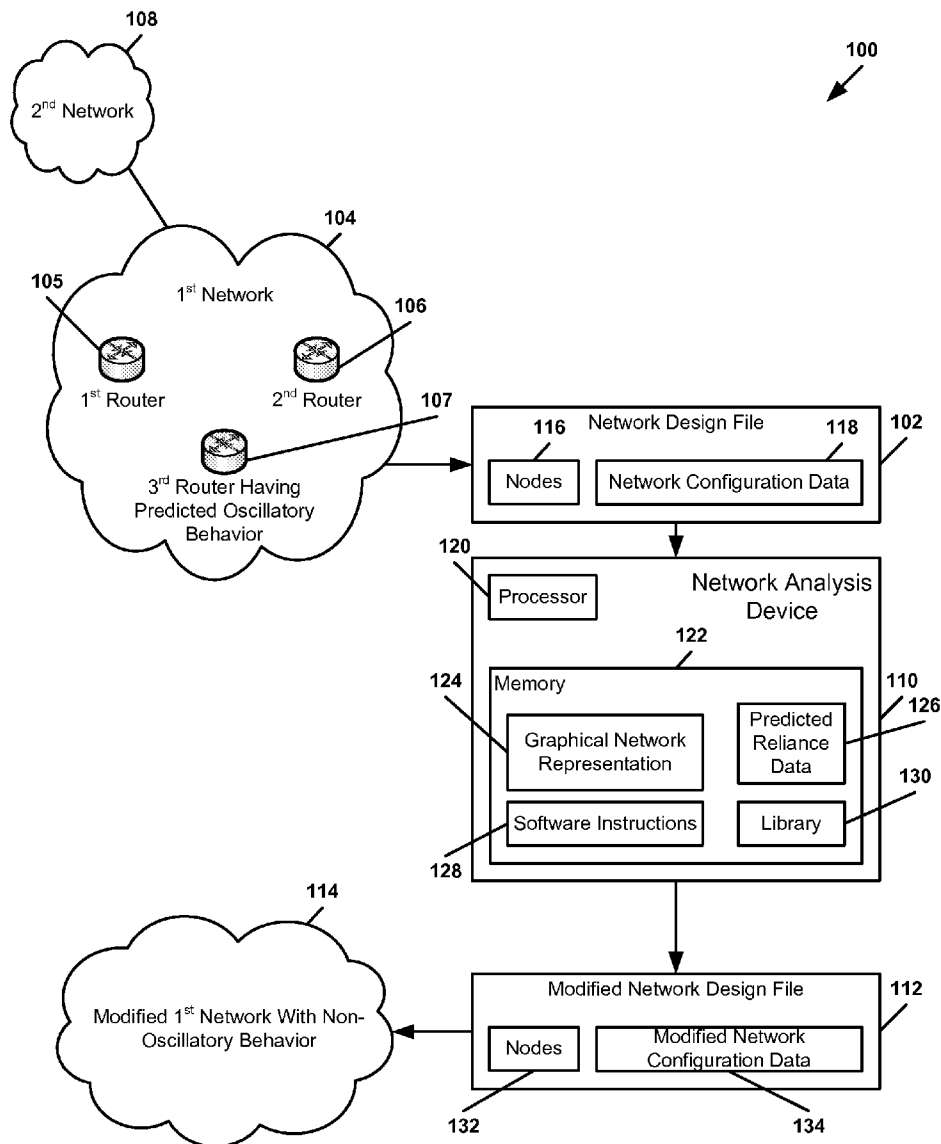 108
100
2nd Network
104
105
1st Network
106
1st Router
2nd Router
107
3rd Router Having
Predicted Oscillatory
Behavior
Network Design File
116
118
102
Nodes
Network Configuration Data
120
Processor
Network Analysis
Device
122
Memory
124
110
126
Graphical Network
Representation
Predicted
Reliance
Data
130
Software Instructions
Library
128
114
Modified 1st Network With Non-
Oscillatory Behavior
Modified Network Design File
112
Nodes
Modified Network
Configuration Data
132
134